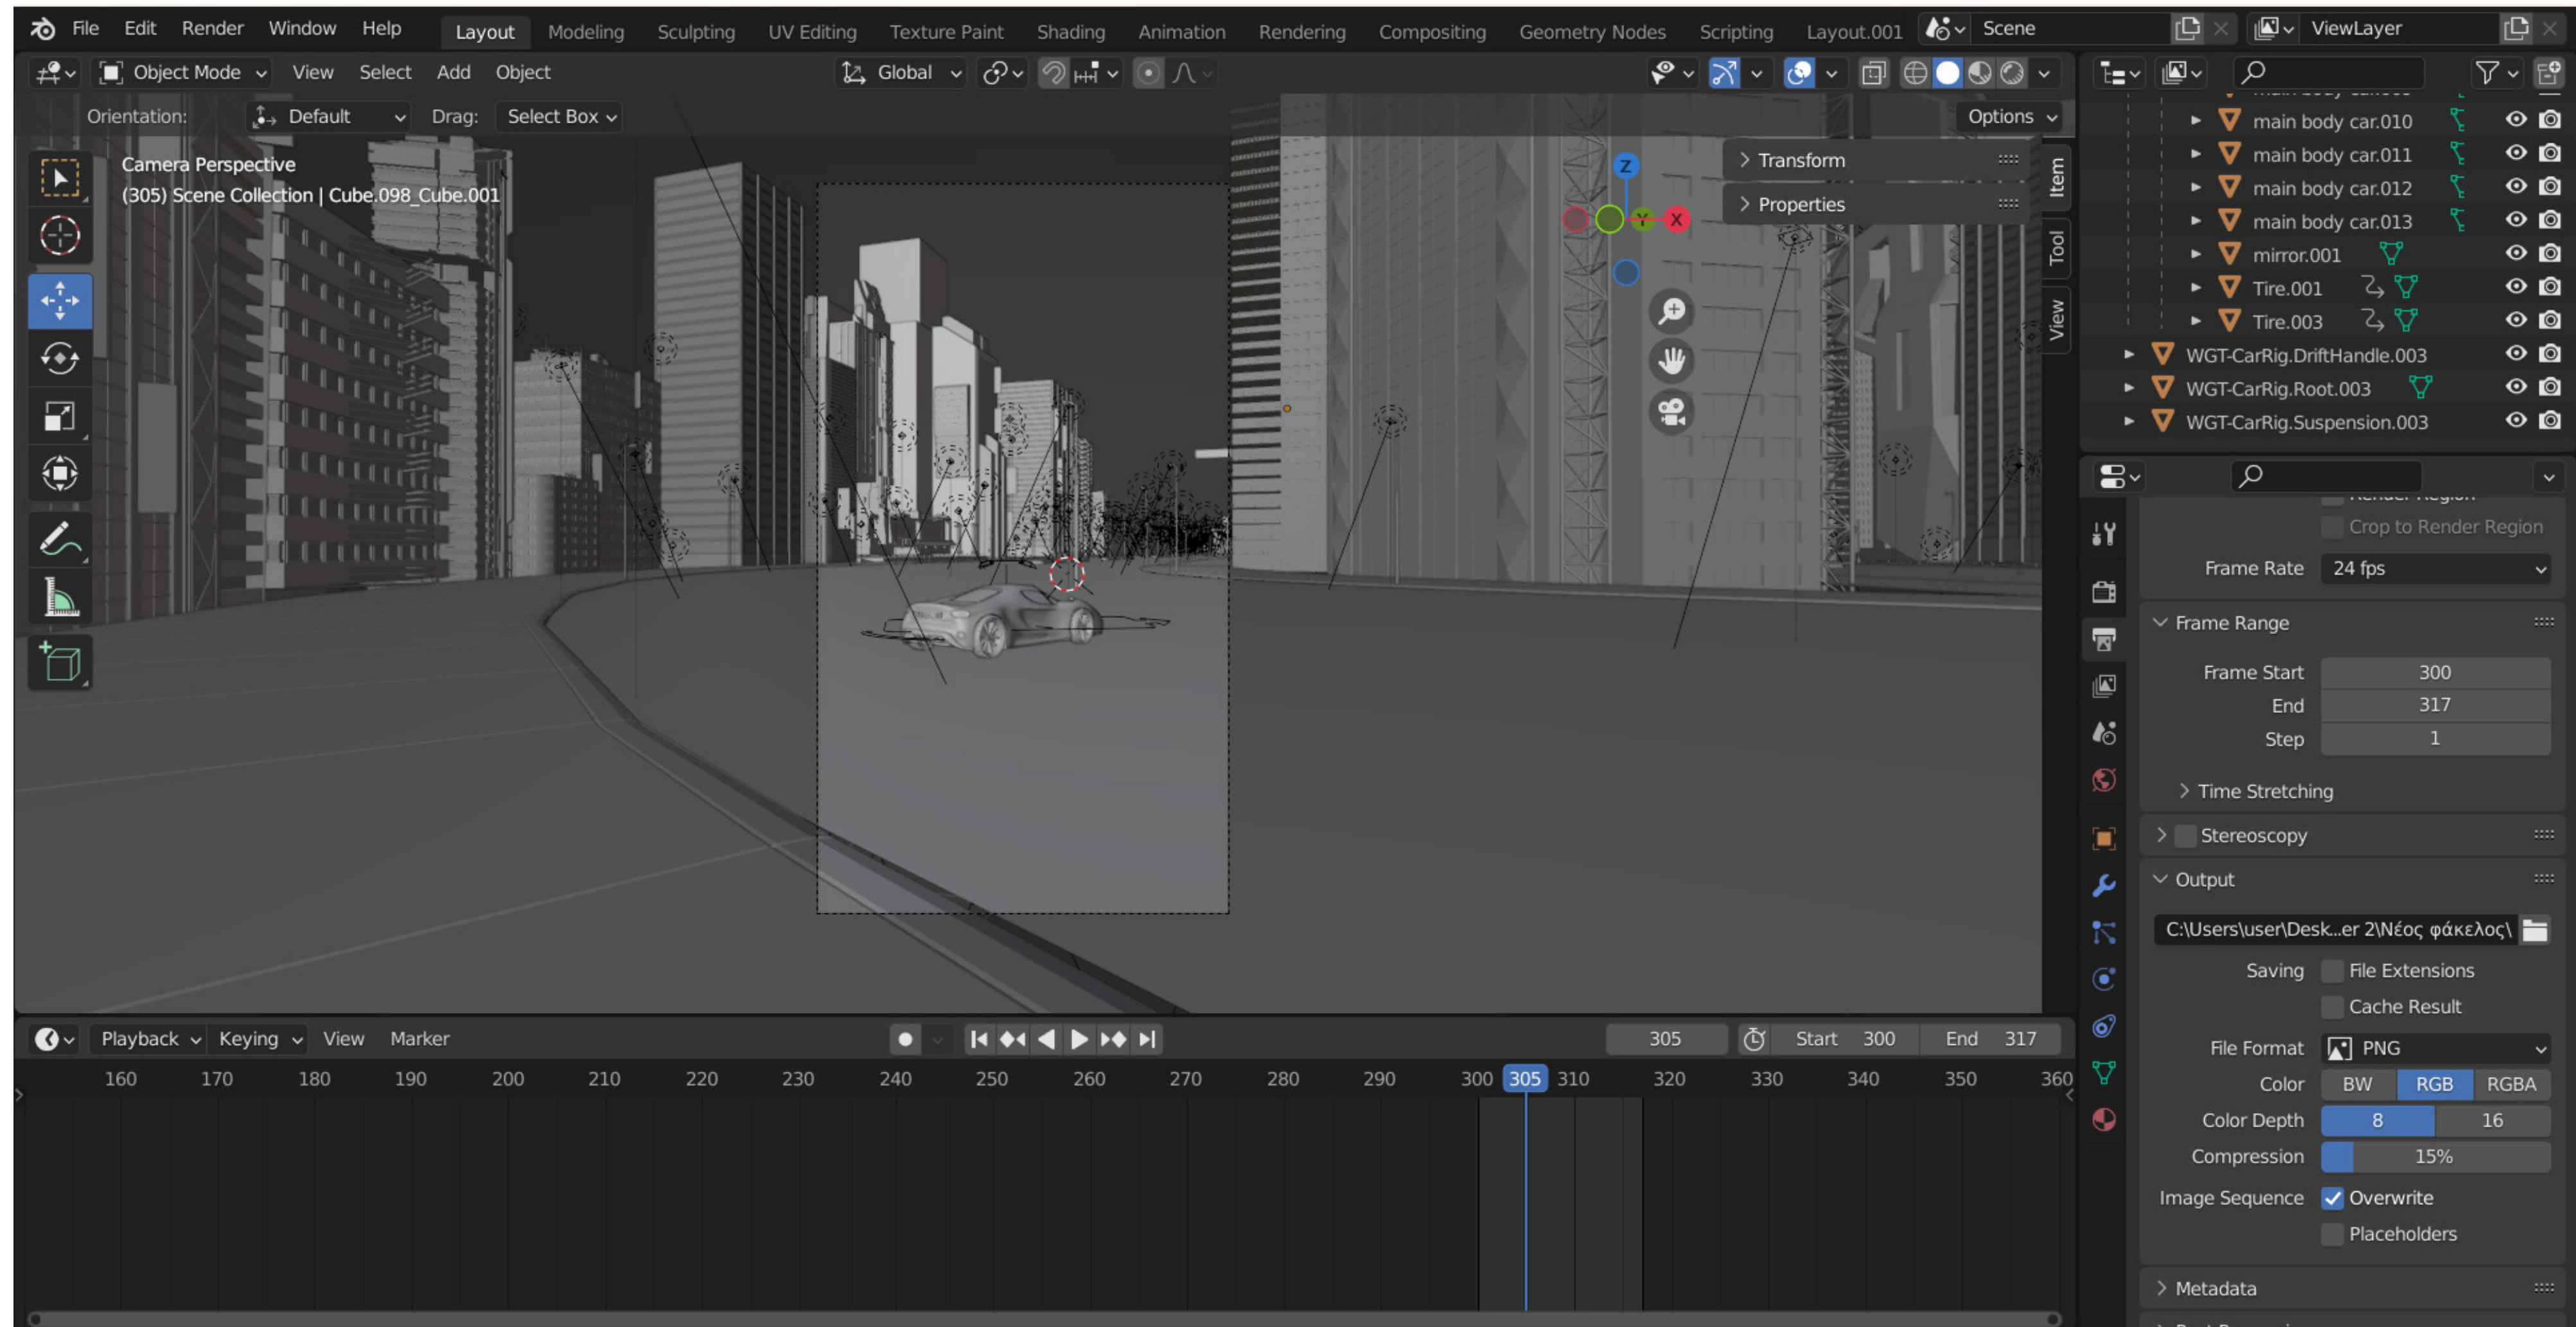 File Edit Render Window Help Layout Modeling Sculpting UV Editing Texture Paint Shading Animation Rendering Compositing Geometry Nodes Scripting Layout.001 Scene ViewLayer
Object Mode View Select Add Object Global
Orientation: Default Drag: Select Box Options
Camera Perspective
(305) Scene Collection | Cube.098_Cube.001
Z
Y X
Transform
Properties
Item
Tool
View
main body car.010
main body car.011
main body car.012
main body car.013
mirror.001
Tire.001
Tire.003
WGT-CarRig.DriftHandle.003
WGT-CarRig.Root.003
WGT-CarRig.Suspension.003
Crop to Render Region
Frame Rate 24 fps
Frame Range
Frame Start 300
End 317
Step 1
Time Stretching
Stereoscopy
Output
C:\Users\user\Desk...er 2\Νέος φάκελος\
Saving File Extensions
Cache Result
File Format PNG
Color BW RGB RGBA
Color Depth 8 16
Compression 15%
Image Sequence Overwrite
Placeholders
Metadata
Playback Keying View Marker 305 Start 300 End 317
160 170 180 190 200 210 220 230 240 250 260 270 280 290 300 305 310 320 330 340 350 360